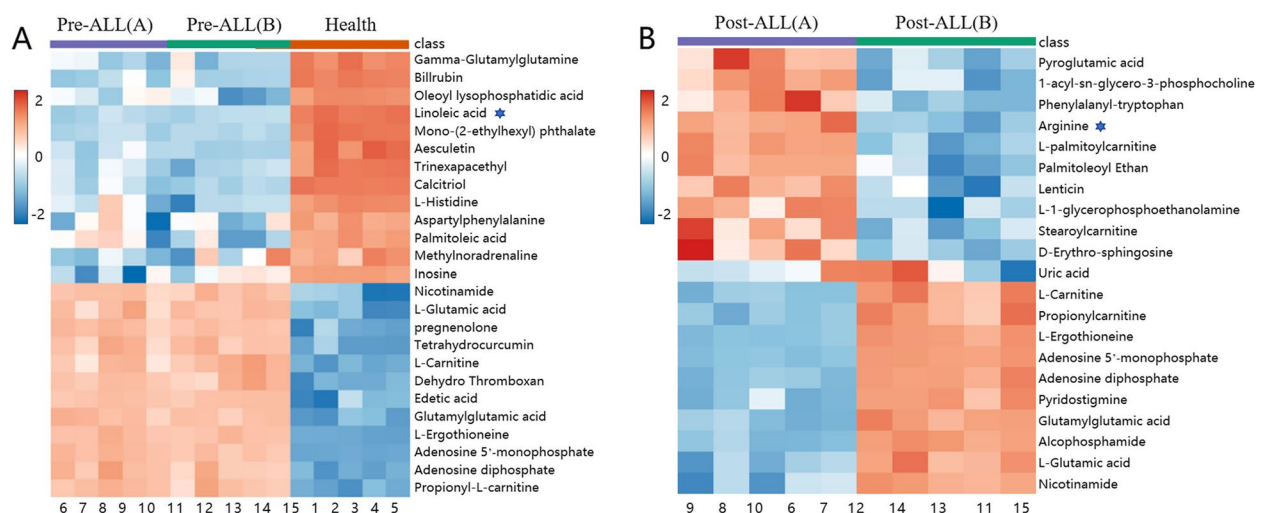 A
Pre-ALL(A) Pre-ALL(B) Health
class
2
0
-2
Gamma-Glutamylglutamine
Billrubin
Oleoyl lysophosphatidic acid
Linoleic acid
Mono-(2-ethylhexyl) phthalate
Aesculetin
Trinexapacethyl
Calcitriol
L-Histidine
Aspartylphenylalanine
Palmitoleic acid
Methylnoradrenaline
Inosine
Nicotinamide
L-Glutamic acid
pregnenolone
Tetrahydrocurcumin
L-Carnitine
Dehydro Thromboxan
Edetic acid
Glutamylglutamic acid
L-Ergothioneine
Adenosine 5'-monophosphate
Adenosine diphosphate
Propionyl-L-carnitine
6 7 8 9 10 11 12 13 14 15 1 2 3 4 5
B
Post-ALL(A) Post-ALL(B)
class
2
0
-2
Pyroglutamic acid
1-acyl-sn-glycero-3-phosphocholine
Phenylalanyl-tryptophan
Arginine
L-palmitoylcarnitine
Palmitoleoyl Ethan
Lenticin
L-1-glycerophosphoethanolamine
Stearoylcarnitine
D-Erythro-sphingosine
Uric acid
L-Carnitine
Propionylcarnitine
L-Ergothioneine
Adenosine 5'-monophosphate
Adenosine diphosphate
Pyridostigmine
Glutamylglutamic acid
Alcophosphamide
L-Glutamic acid
Nicotinamide
9 8 10 6 7 12 14 13 11 15